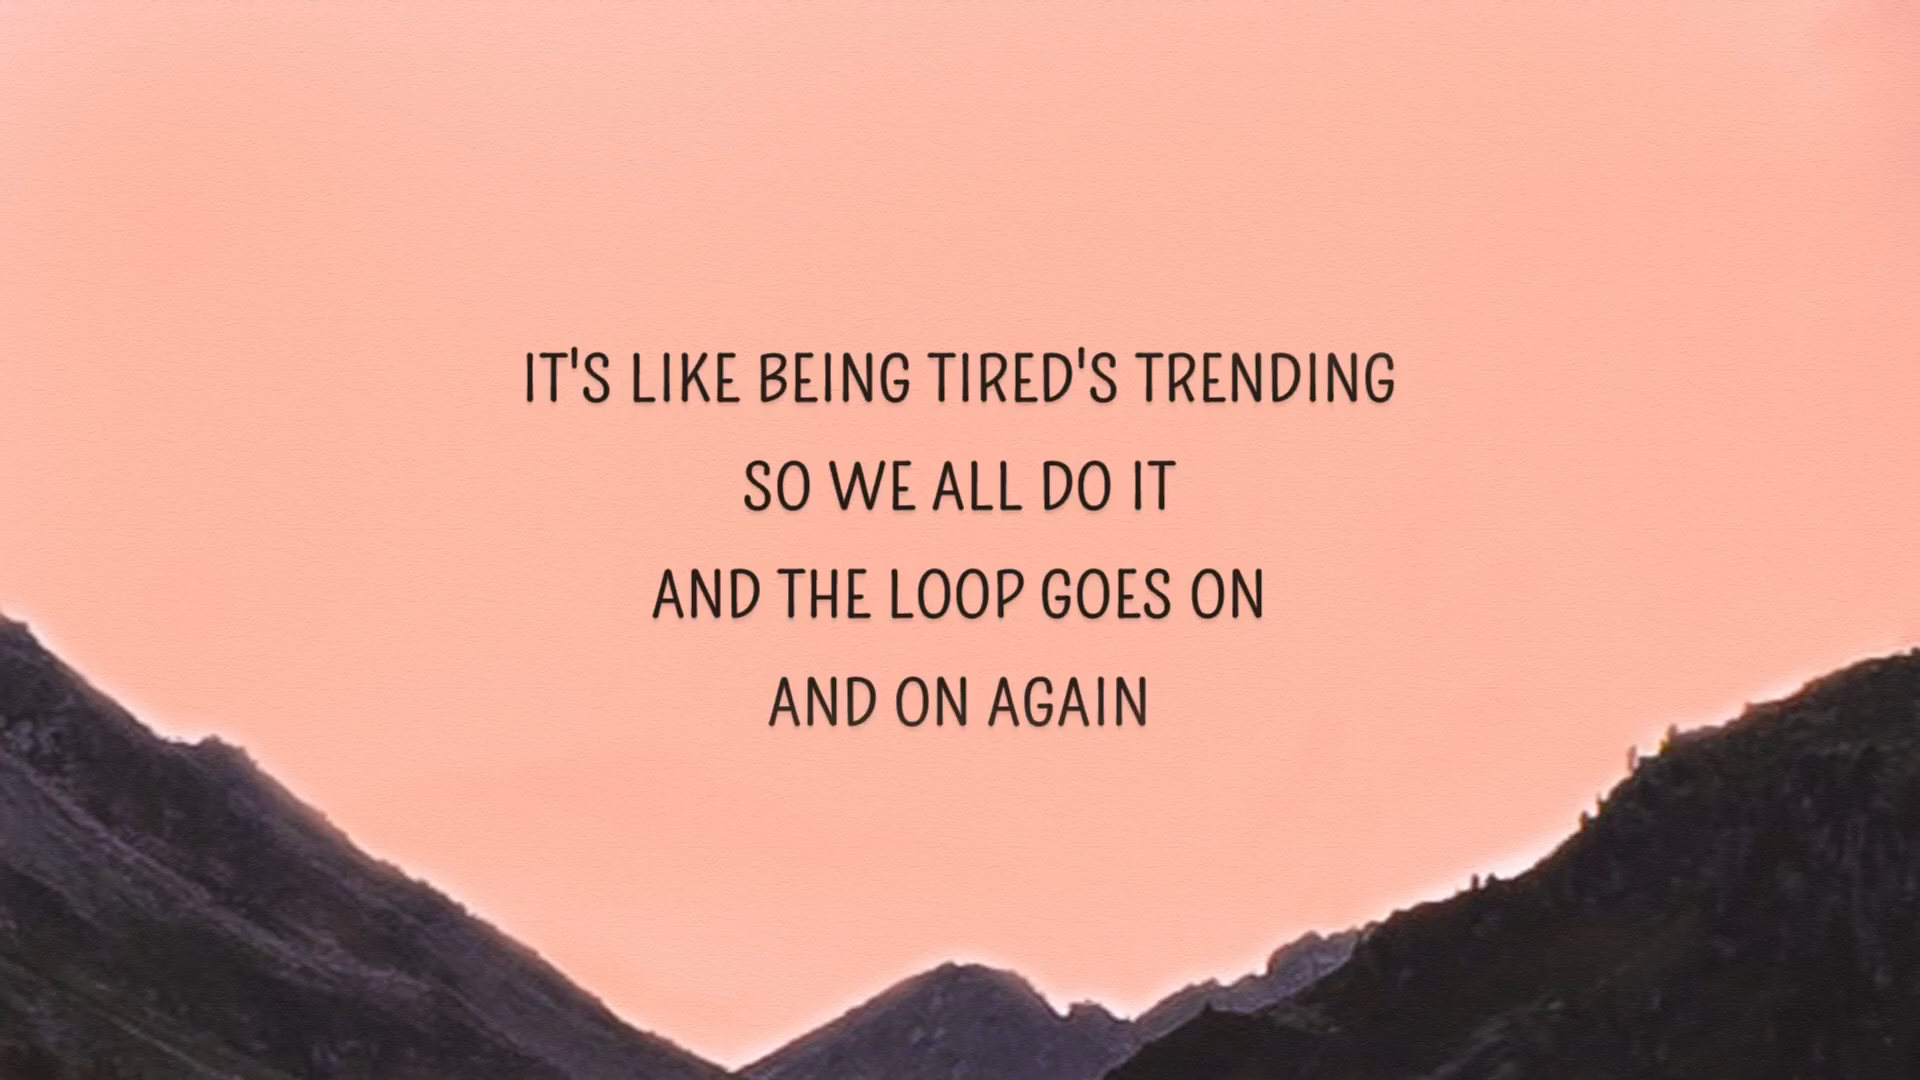 IT'S LIKE BEING TIRED'S TRENDING
SO WE ALL DO IT
AND THE LOOP GOES ON
AND ON AGAIN